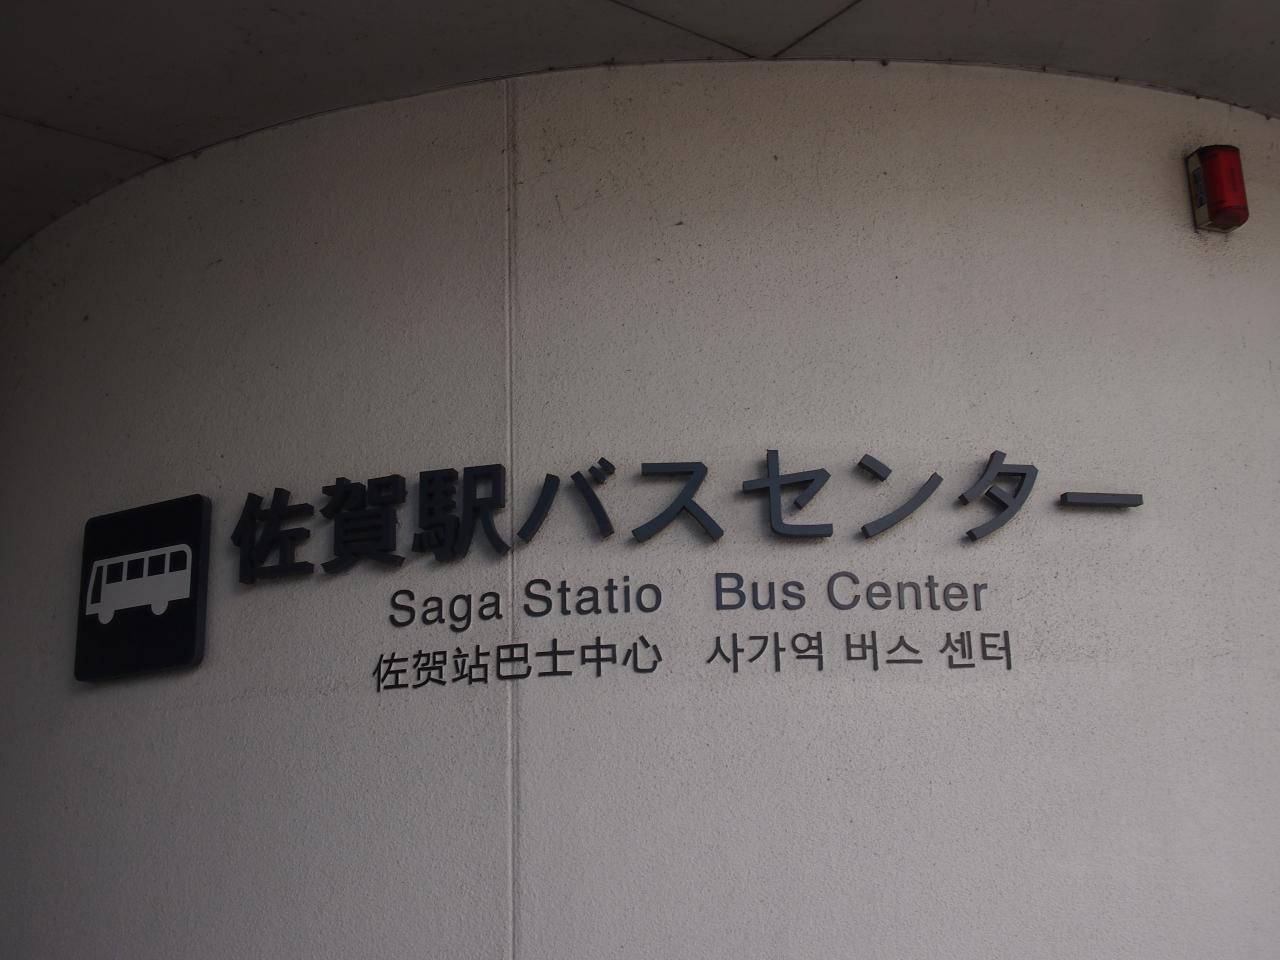 佐賀駅バスセンター
Saga Statio Bus Center
佐贺站巴士中心 사가역 버스 센터